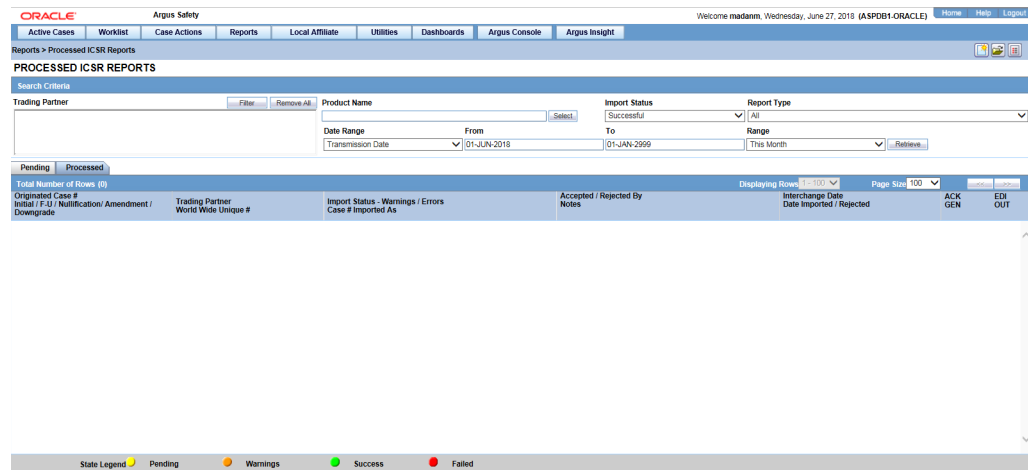 ORACLE Argus Safety Welcome madanm, Wednesday, June 27, 2018 (ASPDB1-ORACLE) Home Help Logout
Active Cases Worklist Case Actions Reports Local Affiliate Utilities Dashboards Argus Console Argus Insight
Reports > Processed ICSR Reports
PROCESSED ICSR REPORTS
Search Criteria
Trading Partner Filter Remove All Product Name Import Status Report Type
Select Successful All
Date Range From To Range
Transmission Date 01-JUN-2018 01-JAN-2999 This Month Retrieve
Pending Processed
Total Number of Rows (0) Displaying Rows 1 - 100 Page Size 100 << >>
Originated Case # Accepted / Rejected By Interchange Date ACK EDI
Initial / F-U / Nullification/ Amendment / Trading Partner Import Status - Warnings / Errors Notes Date Imported / Rejected GEN OUT
Downgrade World Wide Unique # Case # Imported As
State Legend Pending Warnings Success Failed